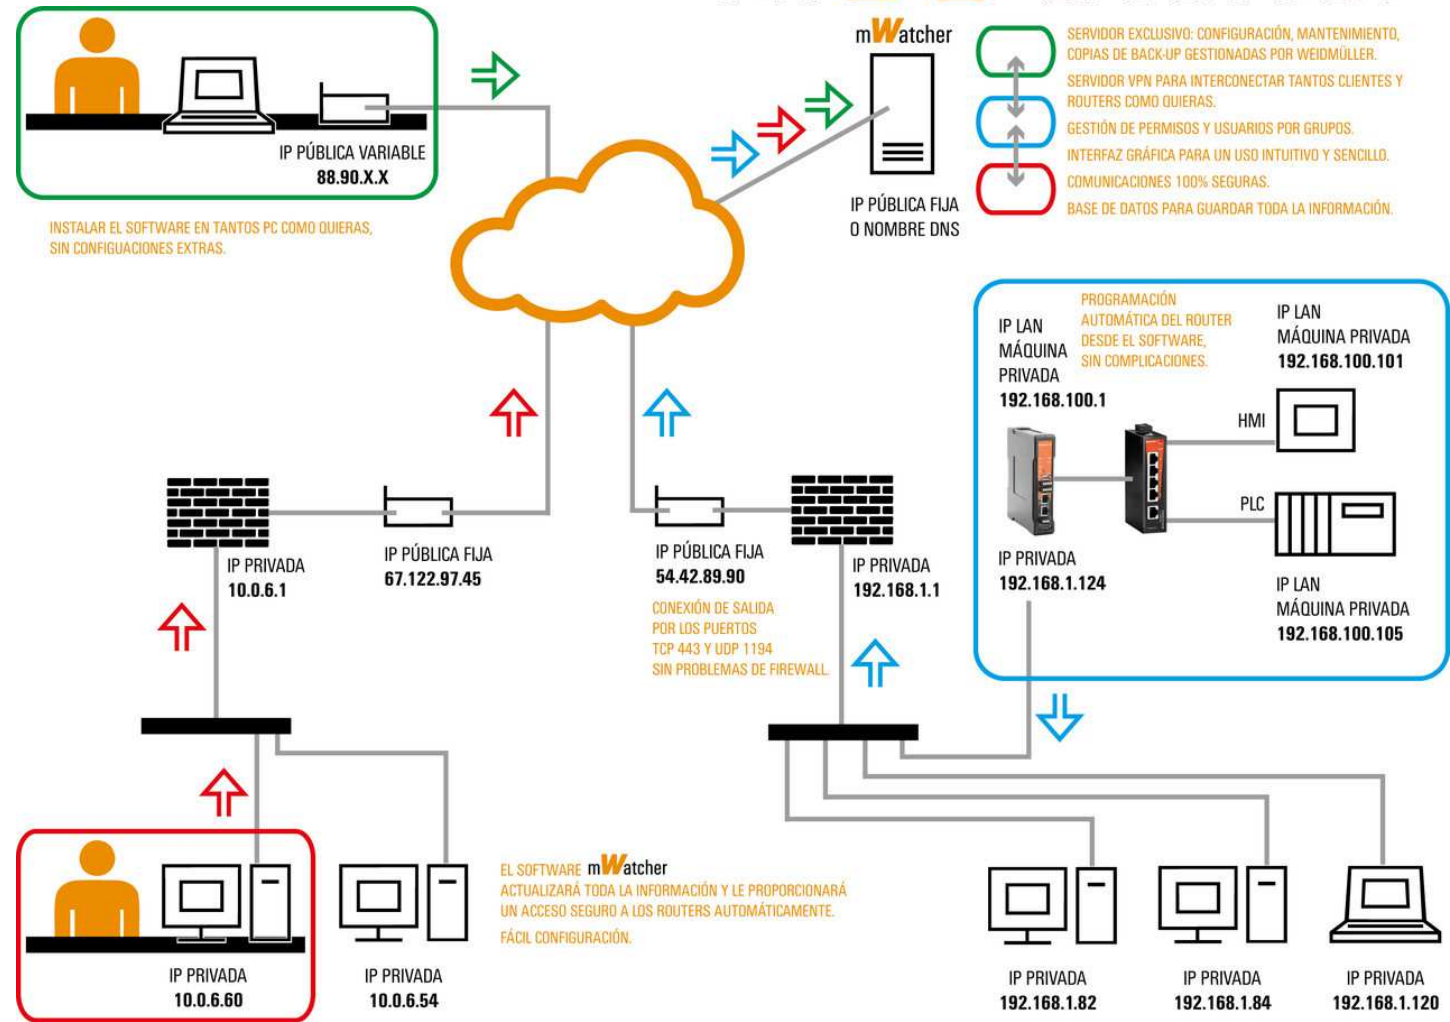 mWatcher
SERVIDOR EXCLUSIVO: CONFIGURACIÓN, MANTENIMIENTO,
COPIAS DE BACK-UP GESTIONADAS POR WEIDMÜLLER.
SERVIDOR VPN PARA INTERCONECTAR TANTOS CLIENTES Y
ROUTERS COMO QUIERAS.
GESTIÓN DE PERMISOS Y USUARIOS POR GRUPOS.
INTERFAZ GRÁFICA PARA UN USO INTUITIVO Y SENCILLO.
COMUNICACIONES 100% SEGURAS.
BASE DE DATOS PARA GUARDAR TODA LA INFORMACIÓN.
IP PÚBLICA VARIABLE
88.90.X.X
INSTALAR EL SOFTWARE EN TANTOS PC COMO QUIERAS,
SIN CONFIGUACIONES EXTRAS.
IP PÚBLICA FIJA
O NOMBRE DNS
IP LAN
MÁQUINA
PRIVADA
192.168.100.1
PROGRAMACIÓN
AUTOMÁTICA DEL ROUTER
DESDE EL SOFTWARE,
SIN COMPLICACIONES.
IP LAN
MÁQUINA PRIVADA
192.168.100.101
HMI
PLC
IP PRIVADA
192.168.1.124
IP LAN
MÁQUINA PRIVADA
192.168.100.105
IP PRIVADA
10.0.6.1
IP PÚBLICA FIJA
67.122.97.45
IP PÚBLICA FIJA
54.42.89.90
CONEXIÓN DE SALIDA
POR LOS PUERTOS
TCP 443 Y UDP 1194
SIN PROBLEMAS DE FIREWALL.
IP PRIVADA
192.168.1.1
EL SOFTWARE mWatcher
ACTUALIZARÁ TODA LA INFORMACIÓN Y LE PROPORCIONARÁ
UN ACCESO SEGURO A LOS ROUTERS AUTOMÁTICAMENTE.
FÁCIL CONFIGURACIÓN.
IP PRIVADA
10.0.6.60
IP PRIVADA
10.0.6.54
IP PRIVADA
192.168.1.82
IP PRIVADA
192.168.1.84
IP PRIVADA
192.168.1.120